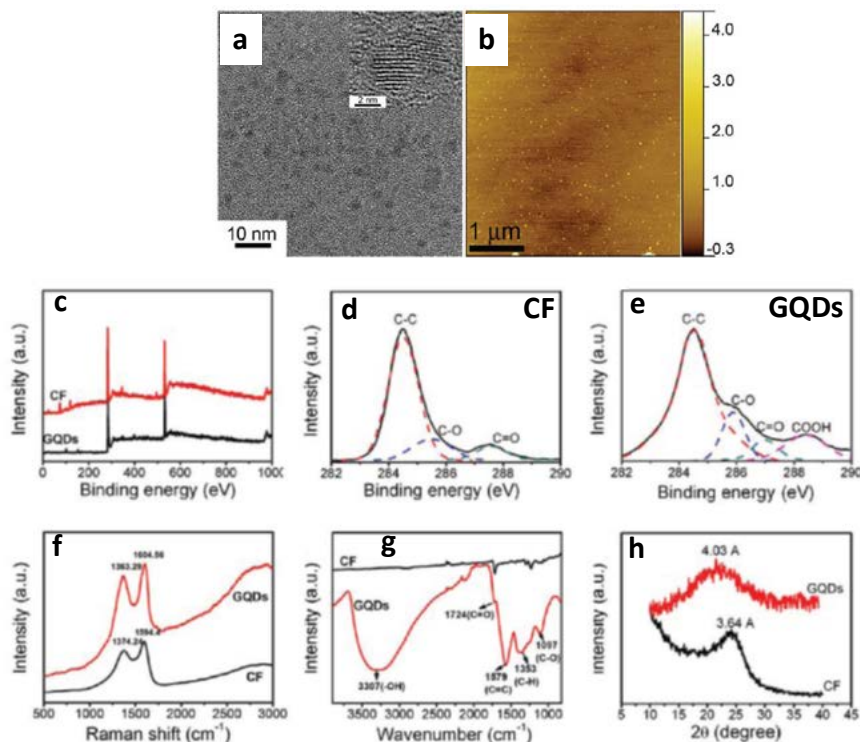 a
2 nm
10 nm
b
1 μm
4.0
3.0
2.0
1.0
-0.3
c
CF
GQDs
Intensity (a.u.)
0 200 400 600 800 1000
Binding energy (eV)
d
CF
C-C
C-O
C=O
Intensity (a.u.)
282 284 286 288 290
Binding energy (eV)
e
GQDs
C-C
C-O
C=O
COOH
Intensity (a.u.)
282 284 286 288 290
Binding energy (eV)
f
1363.29
1604.56
GQDs
1374.24
1594.4
CF
Intensity (a.u.)
500 1000 1500 2000 2500 3000
Raman shift (cm-1)
g
CF
GQDs
1724(C=O)
3307(-OH)
1579
(C=C)
1353
(C-H)
(C-O)
Intensity (a.u.)
3500 3000 2500 2000 1500 1000
Wavenumber (cm-1)
h
4.03 A
GQDs
3.64 A
CF
Intensity (a.u.)
5 10 15 20 25 30 35 40 45
2θ (degree)